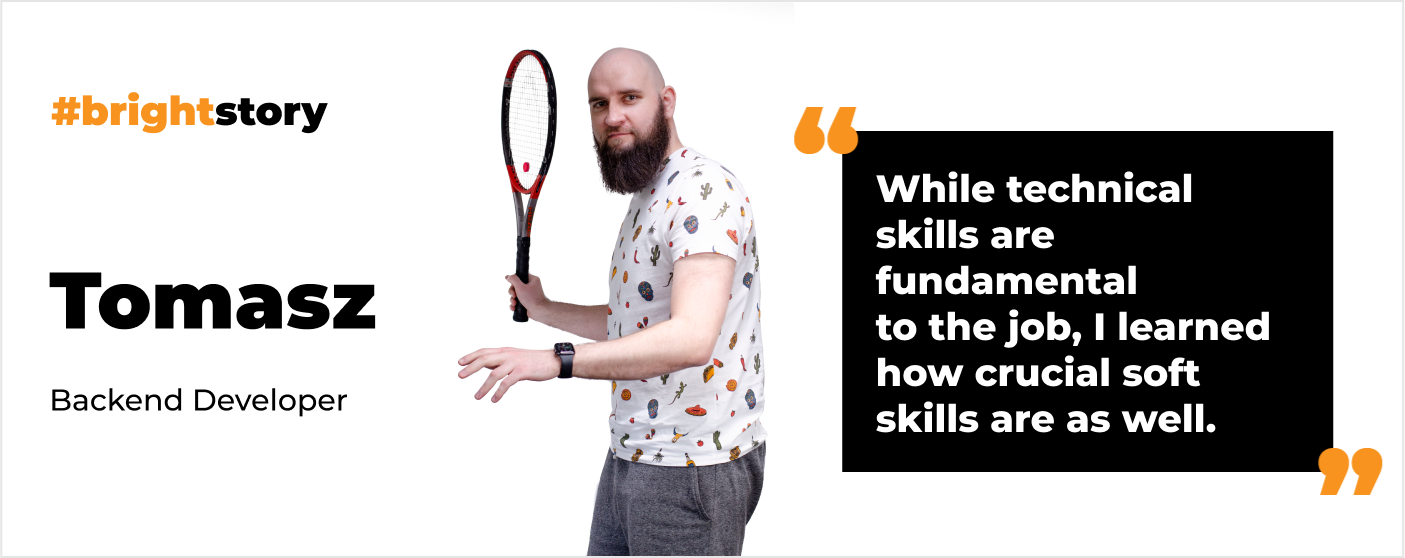 #brightstory
Tomasz
Backend Developer
“
While technical
skills are
fundamental
to the job, I learned
how crucial soft
skills are as well.
”